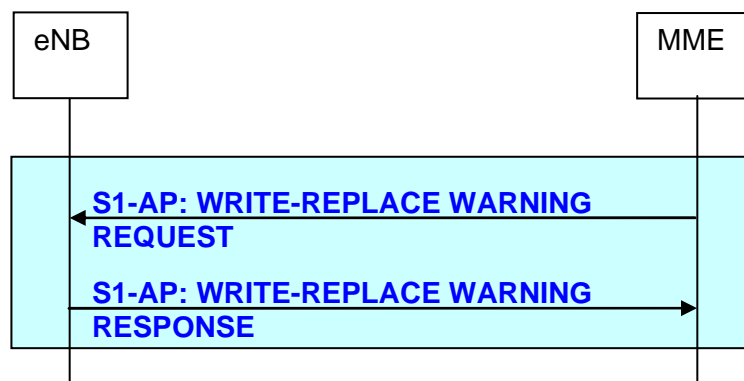 eNB
MME
S1-AP: WRITE-REPLACE WARNING
REQUEST
S1-AP: WRITE-REPLACE WARNING
RESPONSE